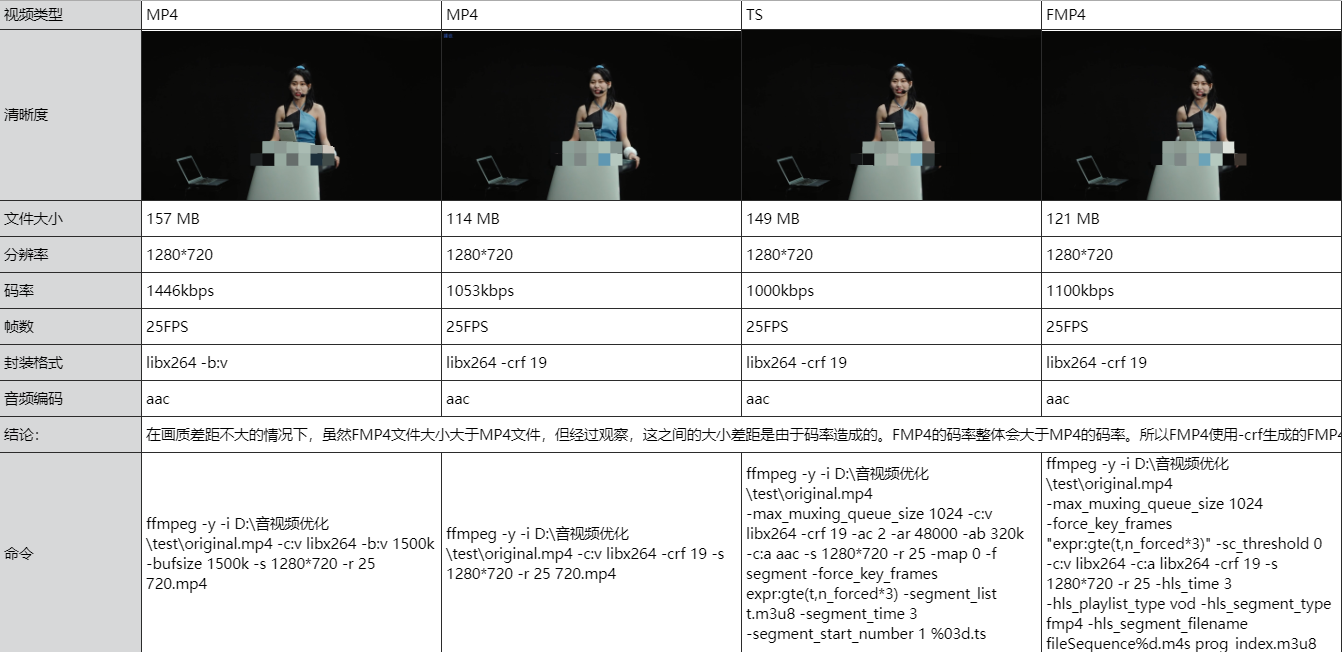 视频类型 MP4 MP4 TS FMP4
清晰度
文件大小 157 MB 114 MB 149 MB 121 MB
分辨率 1280*720 1280*720 1280*720 1280*720
码率 1446kbps 1053kbps 1000kbps 1100kbps
帧数 25FPS 25FPS 25FPS 25FPS
封装格式 libx264 -b:v libx264 -crf 19 libx264 -crf 19 libx264 -crf 19
音频编码 aac aac aac aac
结论: 在画质差距不大的情况下，虽然FMP4文件大小大于MP4文件，但经过观察，这之间的大小差距是由于码率造成的。FMP4的码率整体会大于MP4的码率。所以FMP4使用-crf生成的FMP4
命令
ffmpeg -y -i D:\音视频优化
\test\original.mp4 -c:v libx264 -b:v 1500k
-bufsize 1500k -s 1280*720 -r 25
720.mp4
ffmpeg -y -i D:\音视频优化
\test\original.mp4 -c:v libx264 -crf 19 -s
1280*720 -r 25 720.mp4
ffmpeg -y -i D:\音视频优化
\test\original.mp4
-max_muxing_queue_size 1024 -c:v
libx264 -crf 19 -ac 2 -ar 48000 -ab 320k
-c:a aac -s 1280*720 -r 25 -map 0 -f
segment -force_key_frames
expr:gte(t,n_forced*3) -segment_list
t.m3u8 -segment_time 3
-segment_start_number 1 %03d.ts
ffmpeg -y -i D:\音视频优化
\test\original.mp4
-max_muxing_queue_size 1024
-force_key_frames
"expr:gte(t,n_forced*3)" -sc_threshold 0
-c:v libx264 -c:a libx264 -crf 19 -s
1280*720 -r 25 -hls_time 3
-hls_playlist_type vod -hls_segment_type
fmp4 -hls_segment_filename
fileSequence%d.m4s prog_index.m3u8